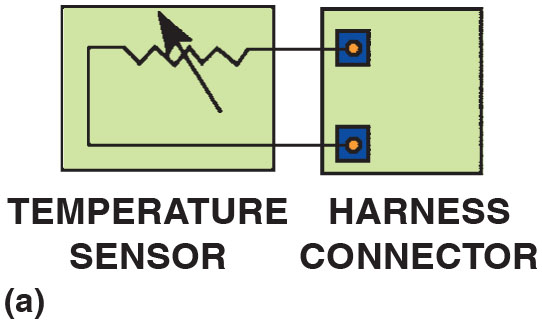 TEMPERATURE SENSOR
HARNESS CONNECTOR
(a)